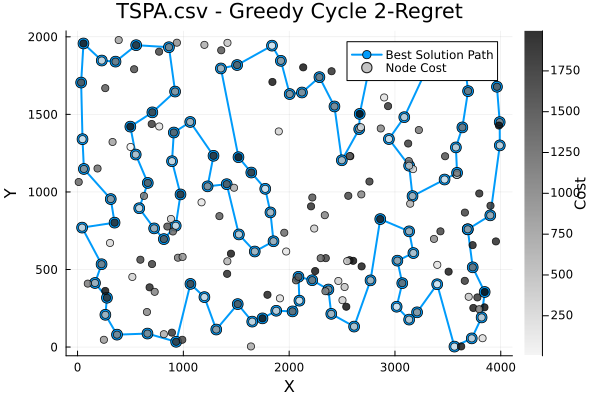 TSPA.csv - Greedy Cycle 2-Regret
Best Solution Path
Node Cost
2000
1500
1000
500
0
Y
0
1000
2000
3000
4000
X
1750
1500
1250
1000
750
500
250
Cost